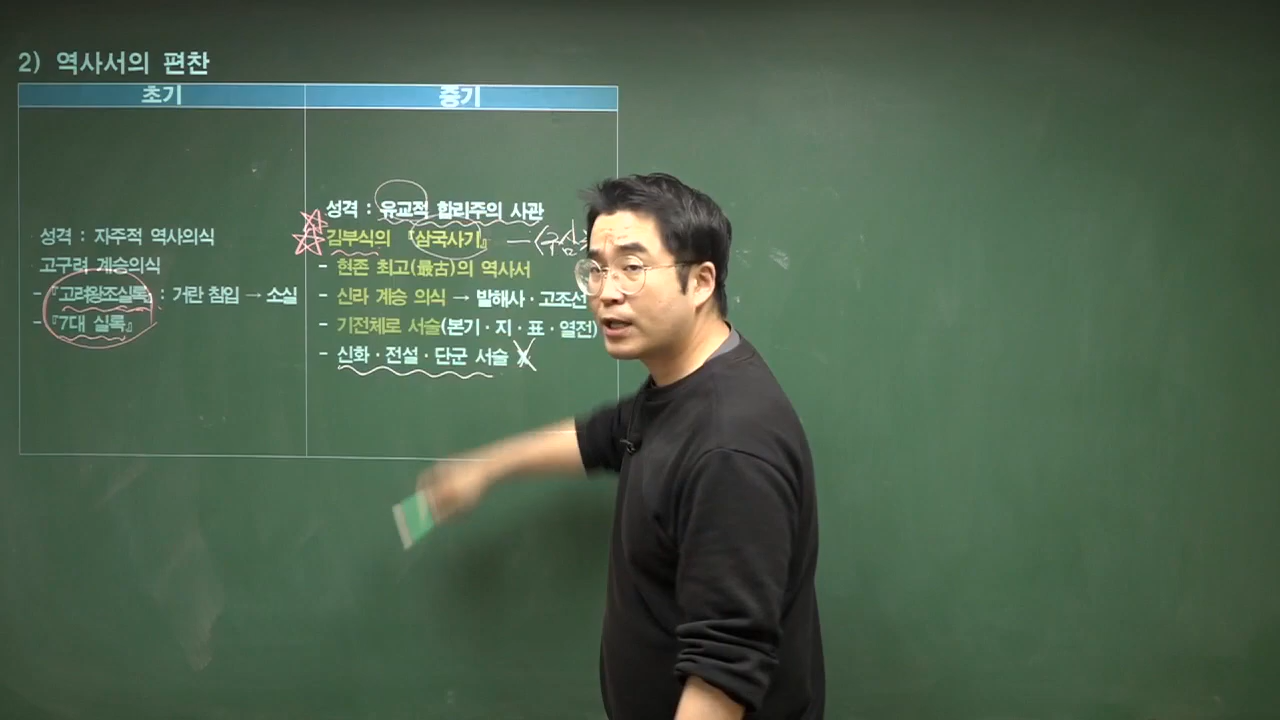 2) 역사서의 편찬
초기
중기
성격 : 자주적 역사의식
고구려 계승의식
- 『고려왕조실록』 : 거란 침입 → 소실
- 『7대 실록』
성격 : 유교적 합리주의 사관
김부식의 『삼국사기』 ─ 〈구삼
- 현존 최고(最古)의 역사서
- 신라 계승 의식 → 발해사 · 고조선
- 기전체로 서술(본기 · 지 · 표 · 열전)
- 신화 · 전설 · 단군 서술 X